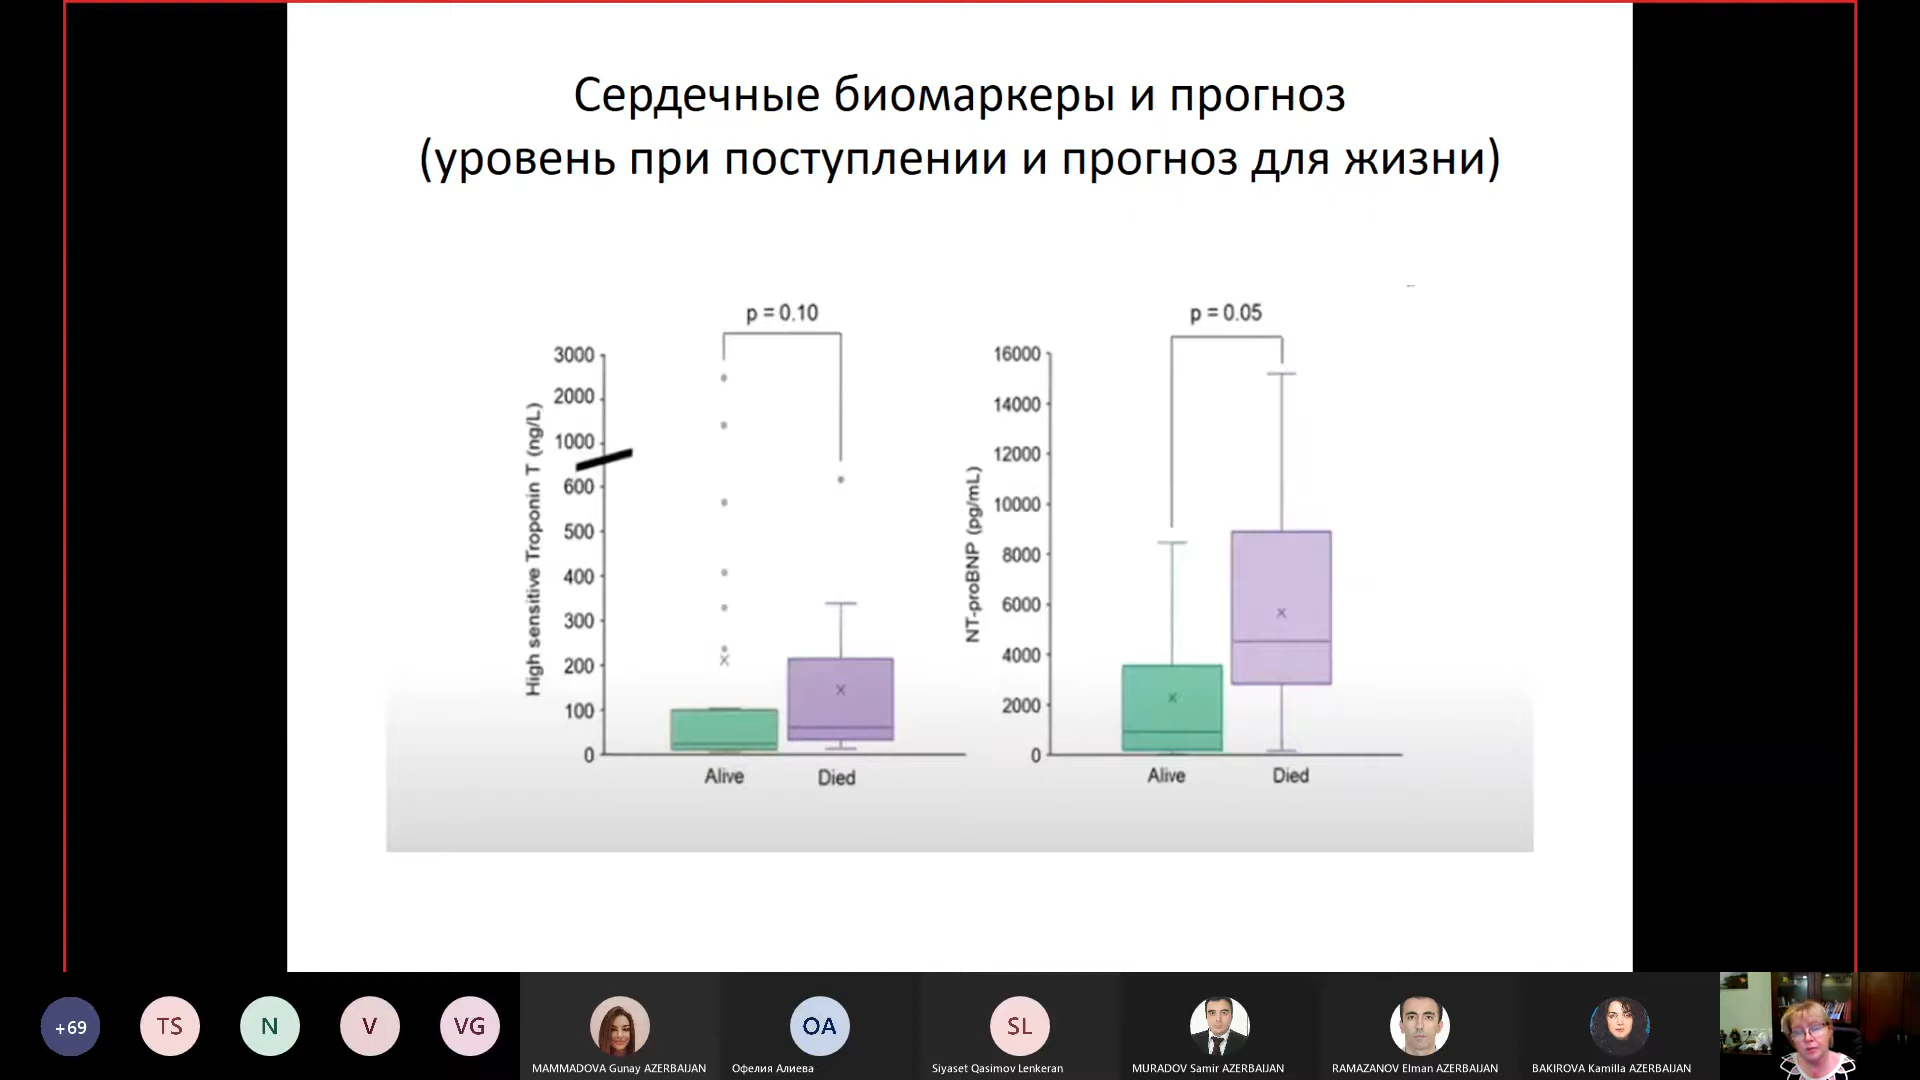 Сердечные биомаркеры и прогноз
(уровень при поступлении и прогноз для жизни)
p = 0.10
High sensitive Troponin T (ng/L)
3000
2000
1000
600
500
400
300
200
100
0
Alive
Died
p = 0.05
NT-proBNP (pg/mL)
16000
14000
12000
10000
8000
6000
4000
2000
0
Alive
Died
+69
TS
N
V
VG
MAMMADOVA Gunay AZERBAIJAN
OA
Офелия Алиева
SL
Siyaset Qasimov Lenkeran
MURADOV Samir AZERBAIJAN
RAMAZANOV Elman AZERBAIJAN
BAKIROVA Kamilla AZERBAIJAN